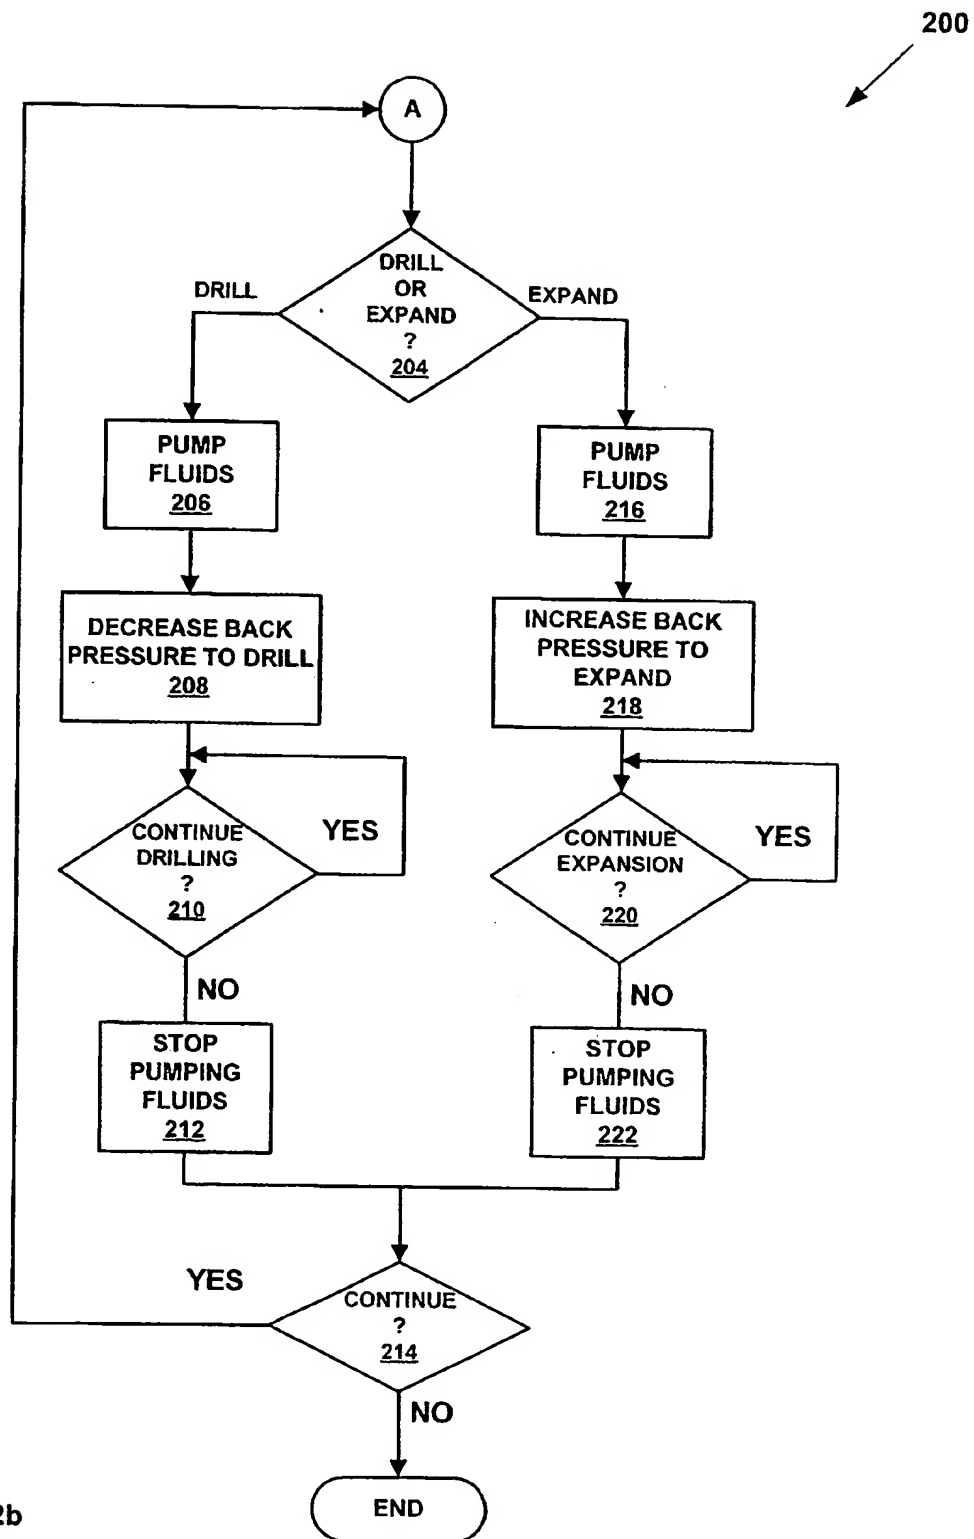 200
A
DRILL
OR
EXPAND
?
204
DRILL
EXPAND
PUMP
FLUIDS
206
PUMP
FLUIDS
216
DECREASE BACK
PRESSURE TO DRILL
208
INCREASE BACK
PRESSURE TO
EXPAND
218
CONTINUE
DRILLING
?
210
YES
CONTINUE
EXPANSION
?
220
YES
NO
NO
STOP
PUMPING
FLUIDS
212
STOP
PUMPING
FLUIDS
222
YES
CONTINUE
?
214
NO
END
2b